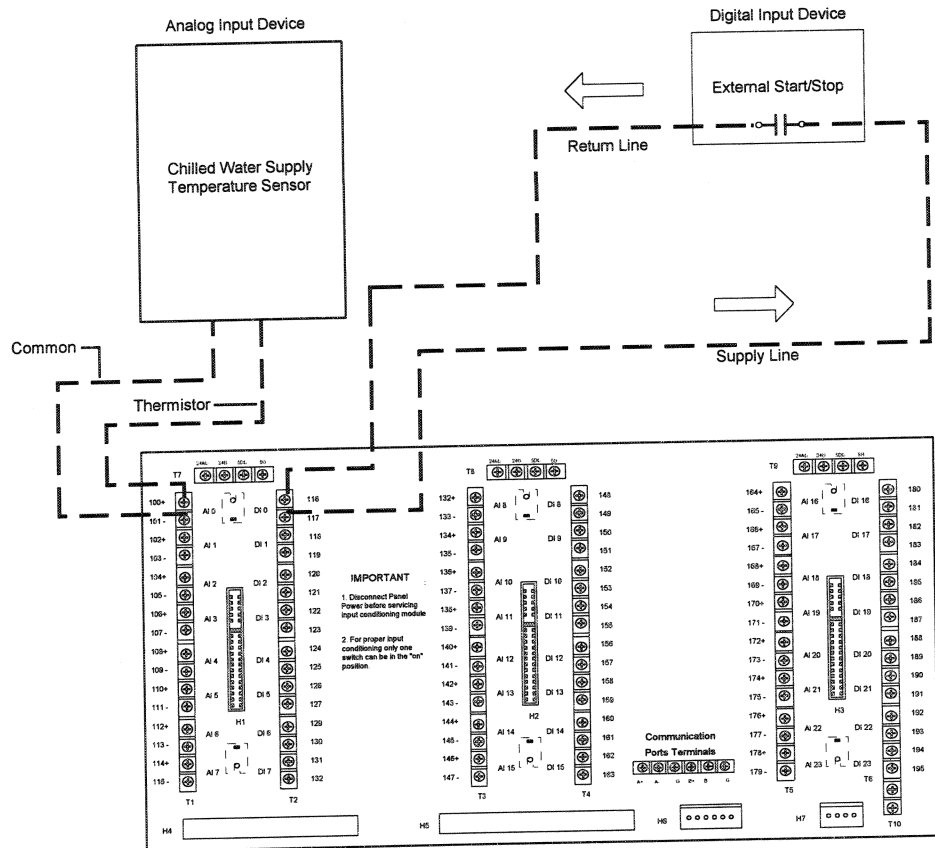 Analog Input Device
Digital Input Device
External Start/Stop
Return Line
Chilled Water Supply
Temperature Sensor
Supply Line
Common
Thermistor
T7
24AL 24G 5DL 5G
100+
101 -
102+
103 -
104+
105 -
106+
107 -
108+
109 -
110+
111 -
112+
113 -
114+
115 -
T1
AI 0
AI 1
AI 2
AI 3
AI 4
AI 5
AI 6
AI 7
H1
DI 0
DI 1
DI 2
DI 3
DI 4
DI 5
DI 6
DI 7
116
117
118
119
120
121
122
123
124
125
126
127
129
130
131
132
T2
IMPORTANT
1. Disconnect Panel
Power before servicing
input conditioning module
2. For proper input
conditioning only one
switch can be in the "on"
position.
T8
24AL 24G 5DL 5G
132+
133 -
134+
135 -
136+
137 -
138+
139 -
140+
141 -
142+
143 -
144+
145 -
146+
147 -
T3
AI 8
AI 9
AI 10
AI 11
AI 12
AI 13
AI 14
AI 15
H2
DI 8
DI 9
DI 10
DI 11
DI 12
DI 13
DI 14
DI 15
148
149
150
151
152
153
154
155
156
157
158
159
160
161
162
163
T4
Communication
Ports Terminals
T9
164+
165 -
166+
167 -
168+
169 -
170+
171 -
172+
173 -
174+
175 -
176+
177 -
178+
179 -
T5
AI 16
AI 17
AI 18
AI 19
AI 20
AI 21
AI 22
AI 23
H3
DI 16
DI 17
DI 18
DI 19
DI 20
DI 21
DI 22
DI 23
T6
180
181
182
183
184
185
186
187
188
189
190
191
192
193
194
195
T10
H4
H5
H6
H7